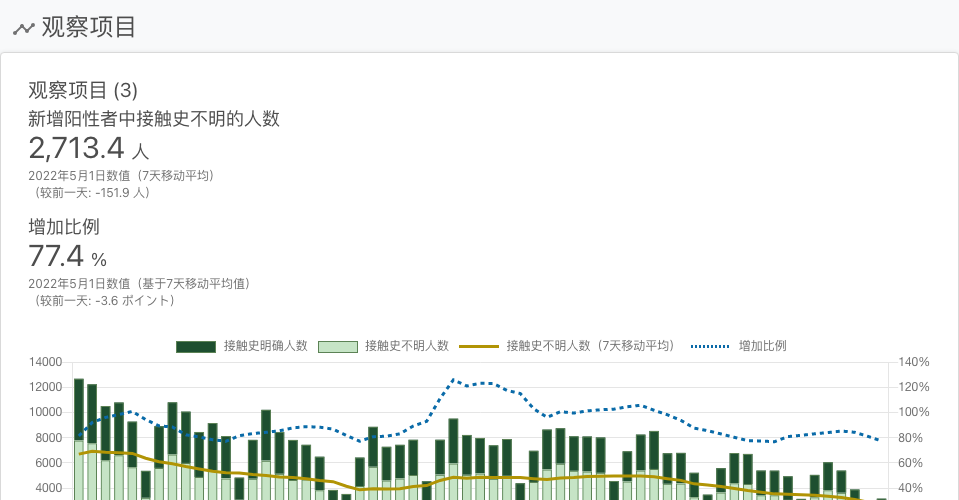 观察项目
观察项目 (3)
新增阳性者中接触史不明的人数
2,713.4 人
2022年5月1日数值（7天移动平均）
（较前一天: -151.9 人）
增加比例
77.4 %
2022年5月1日数值（基于7天移动平均值）
（较前一天: -3.6 ポイント）
接触史明确人数 接触史不明人数 接触史不明人数（7天移动平均） 增加比例
14000 140%
12000 120%
10000 100%
8000 80%
6000 60%
4000 40%